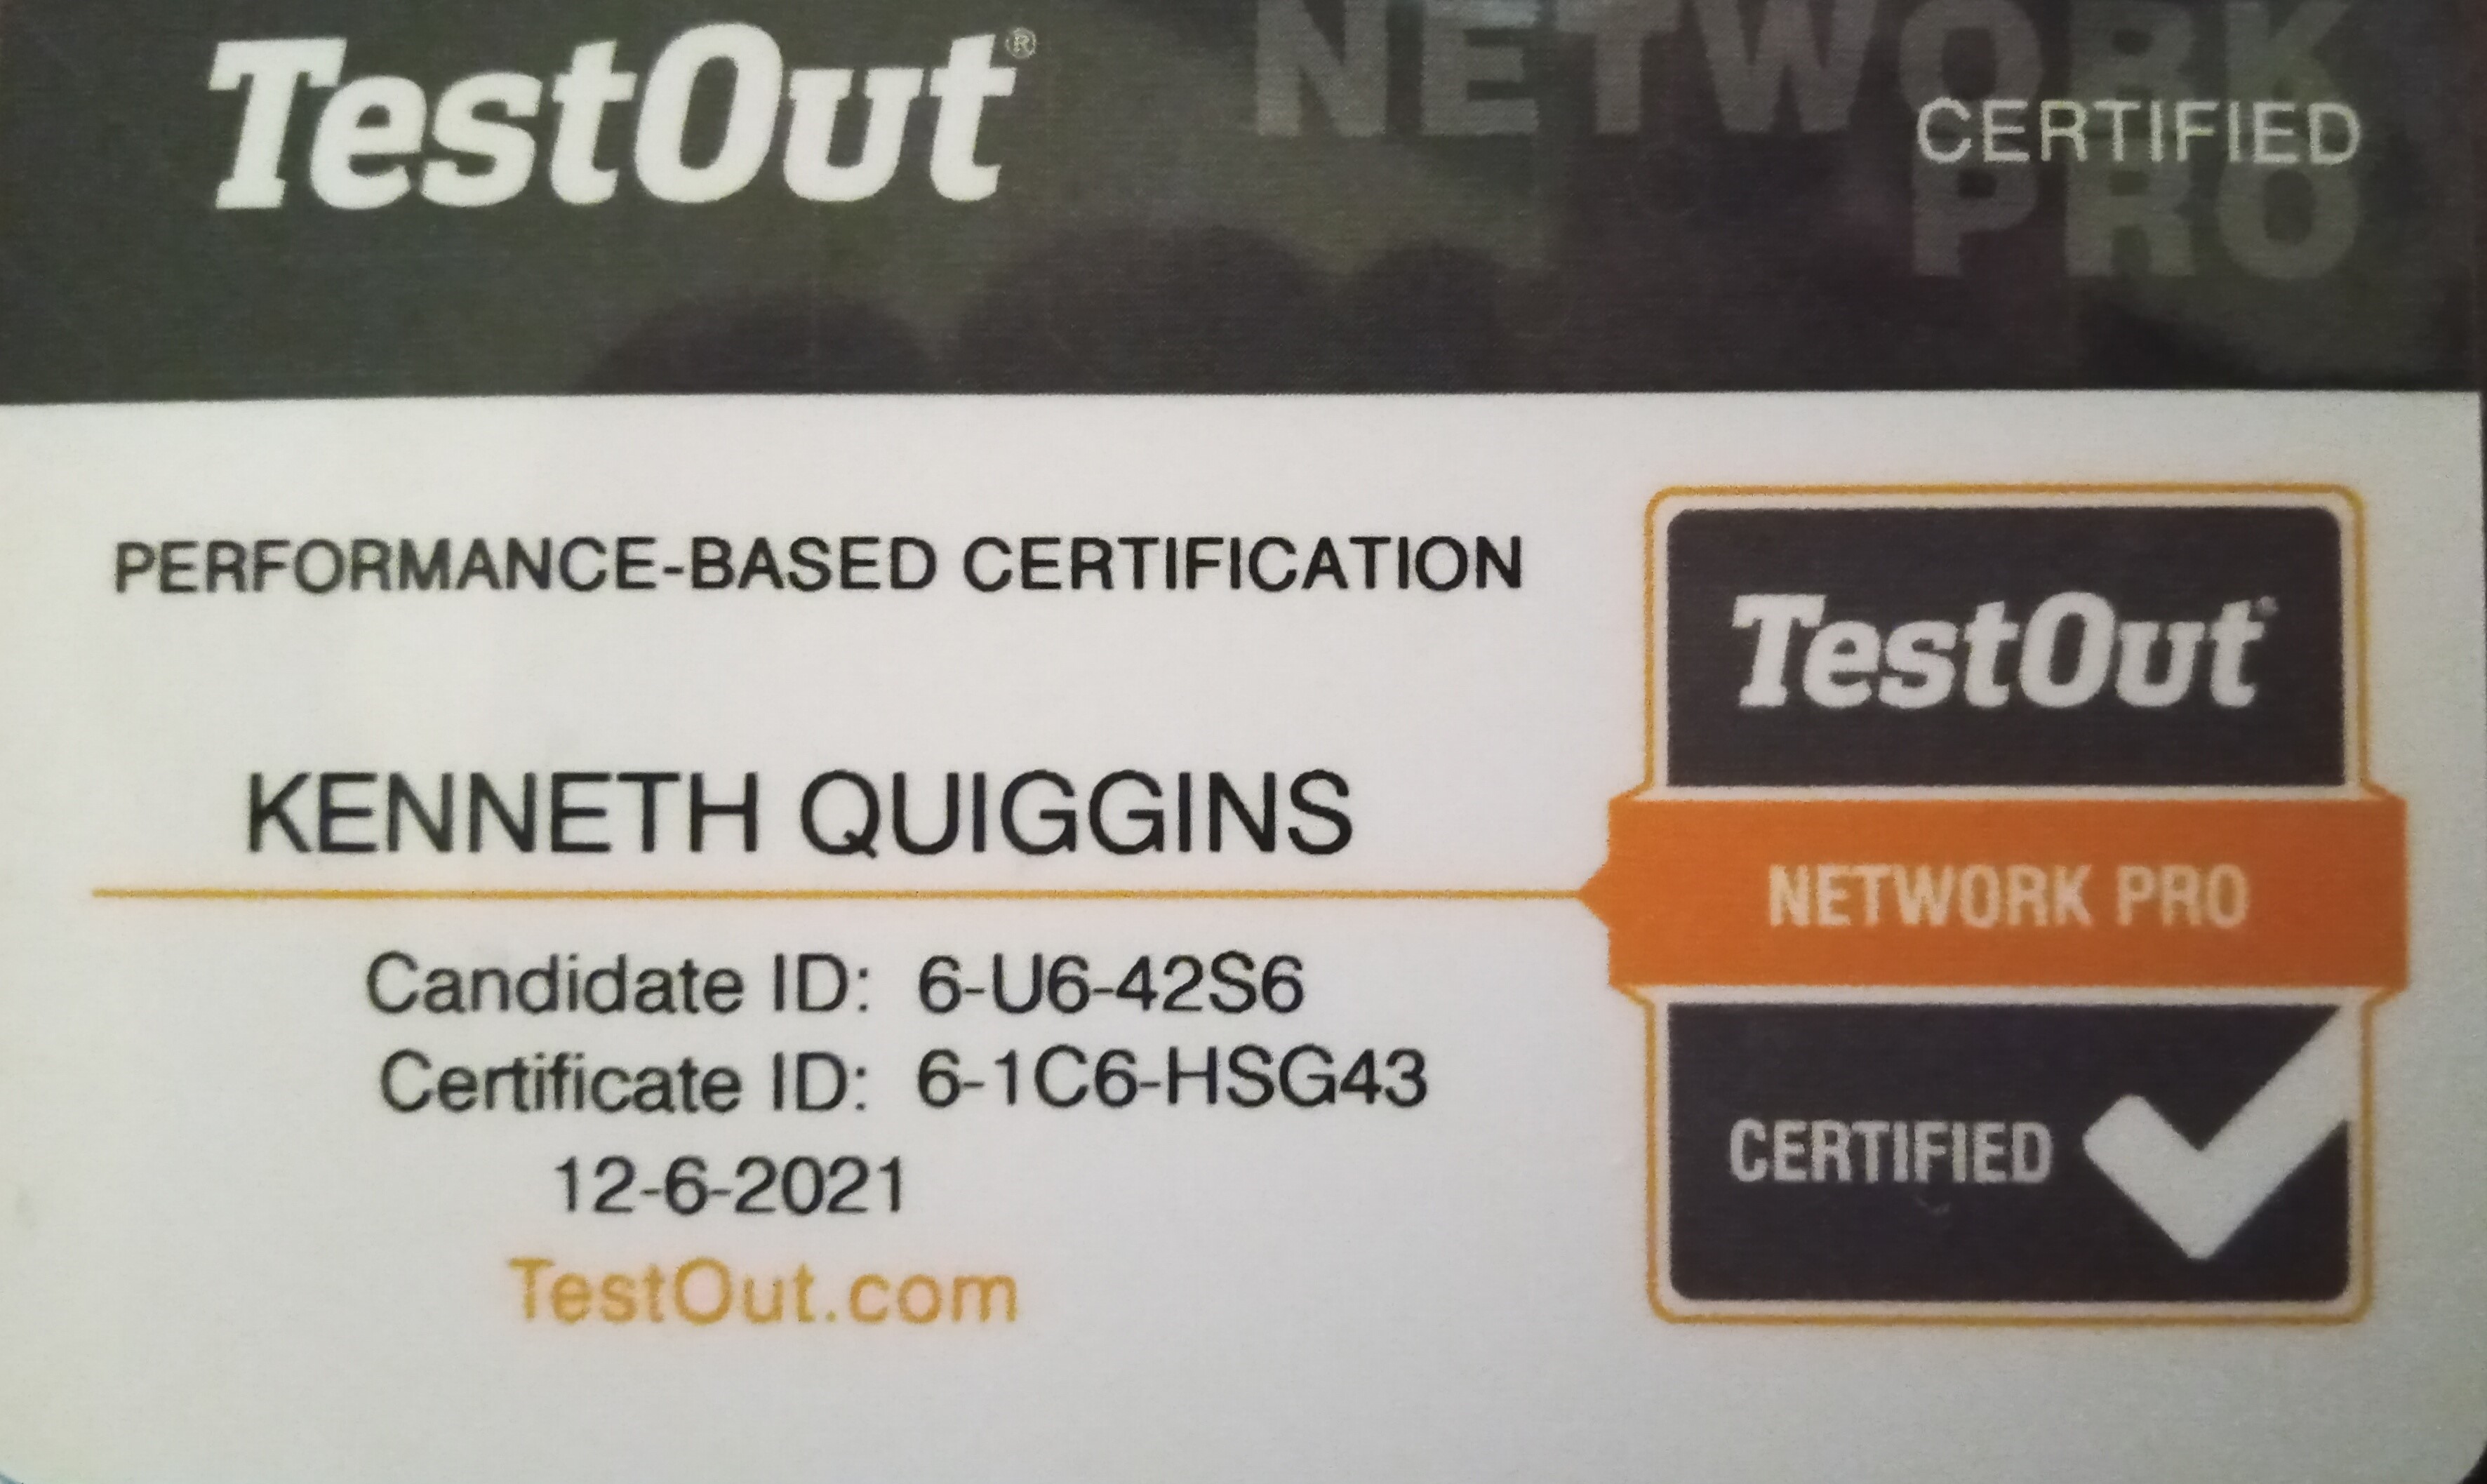 TestOut®
NETWORK
CERTIFIED
PRO
PERFORMANCE-BASED CERTIFICATION
KENNETH QUIGGINS
Candidate ID: 6-U6-42S6
Certificate ID: 6-1C6-HSG43
12-6-2021
TestOut.com
TestOut®
NETWORK PRO
CERTIFIED